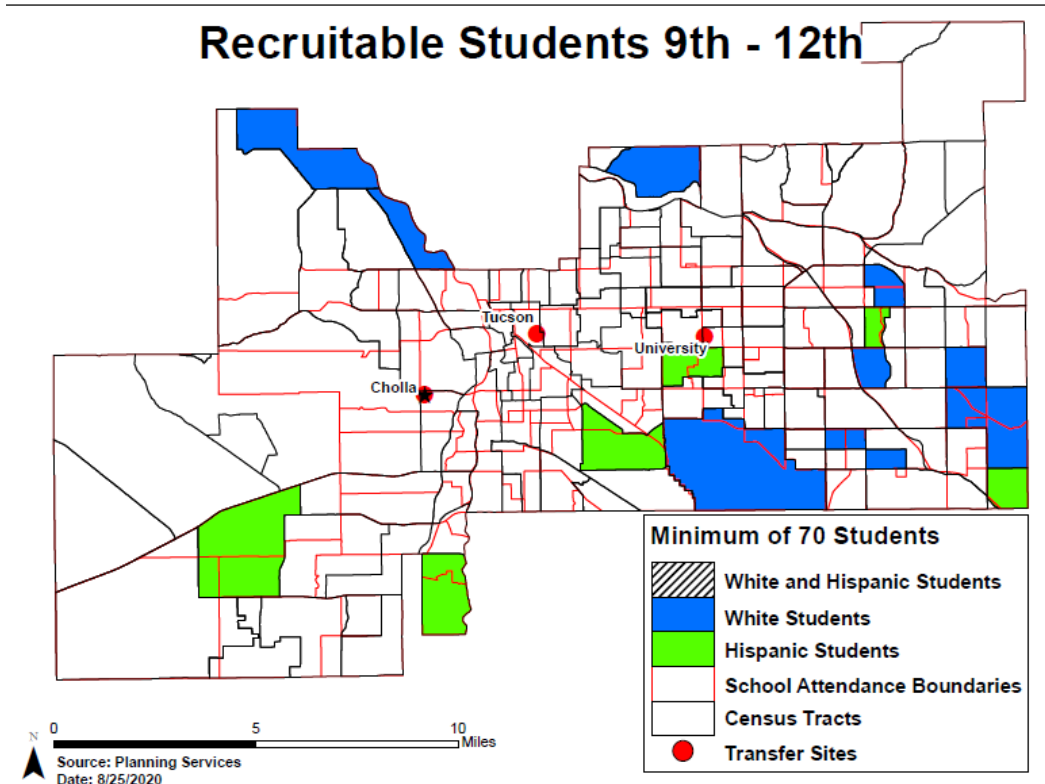 Recruitable Students 9th - 12th
Tucson
University
Cholla
Minimum of 70 Students
White and Hispanic Students
White Students
Hispanic Students
School Attendance Boundaries
Census Tracts
Transfer Sites
0 5 10
Miles
N
Source: Planning Services
Date: 8/25/2020